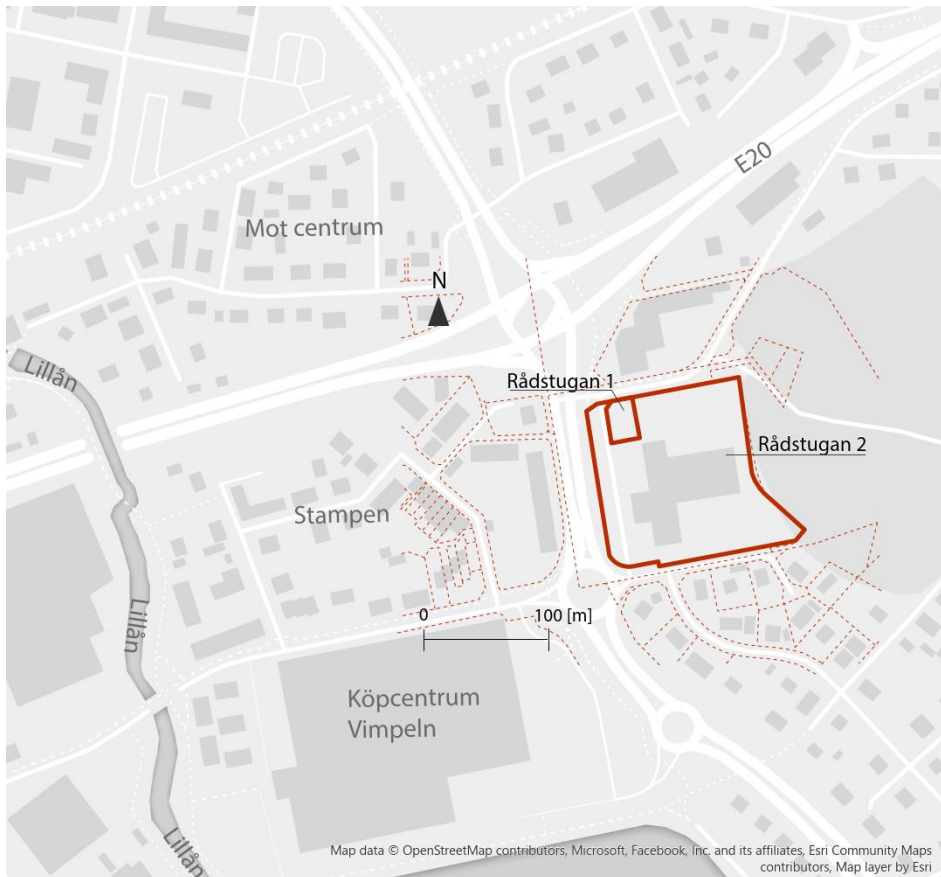 E20
Mot centrum
N
Lillån
Rådstugan 1
Rådstugan 2
Stampen
Lillån
0 100 [m]
Köpcentrum
Vimpeln
Lillån
Map data © OpenStreetMap contributors, Microsoft, Facebook, Inc. and its affiliates, Esri Community Maps
contributors, Map layer by Esri